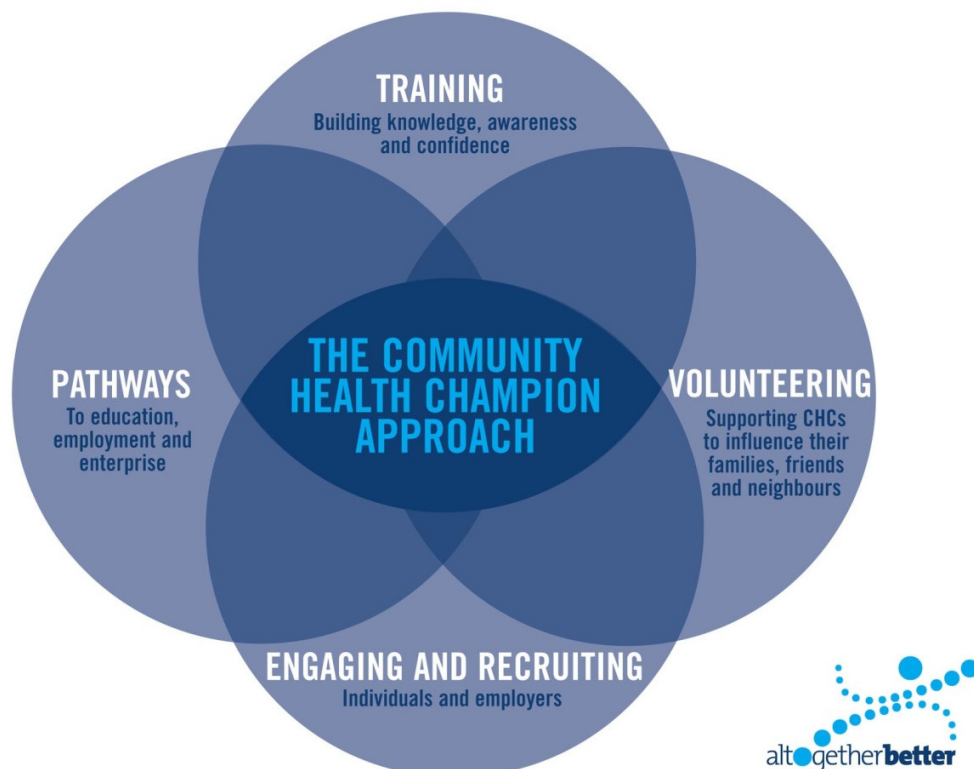 TRAINING
Building knowledge, awareness
and confidence
THE COMMUNITY
HEALTH CHAMPION
APPROACH
PATHWAYS
To education,
employment and
enterprise
VOLUNTEERING
Supporting CHCs
to influence their
families, friends
and neighbours
ENGAGING AND RECRUITING
Individuals and employers
altogetherbetter